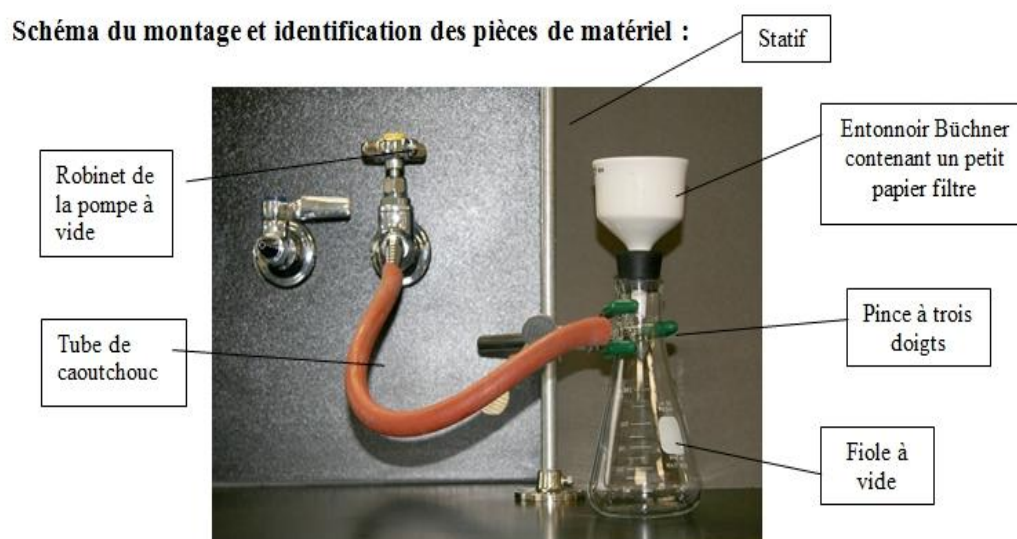 Schéma du montage et identification des pièces de matériel :
Statif
Entonnoir Büchner
contenant un petit
papier filtre
Robinet de
la pompe à
vide
Pince à trois
doigts
Tube de
caoutchouc
Fiole à
vide